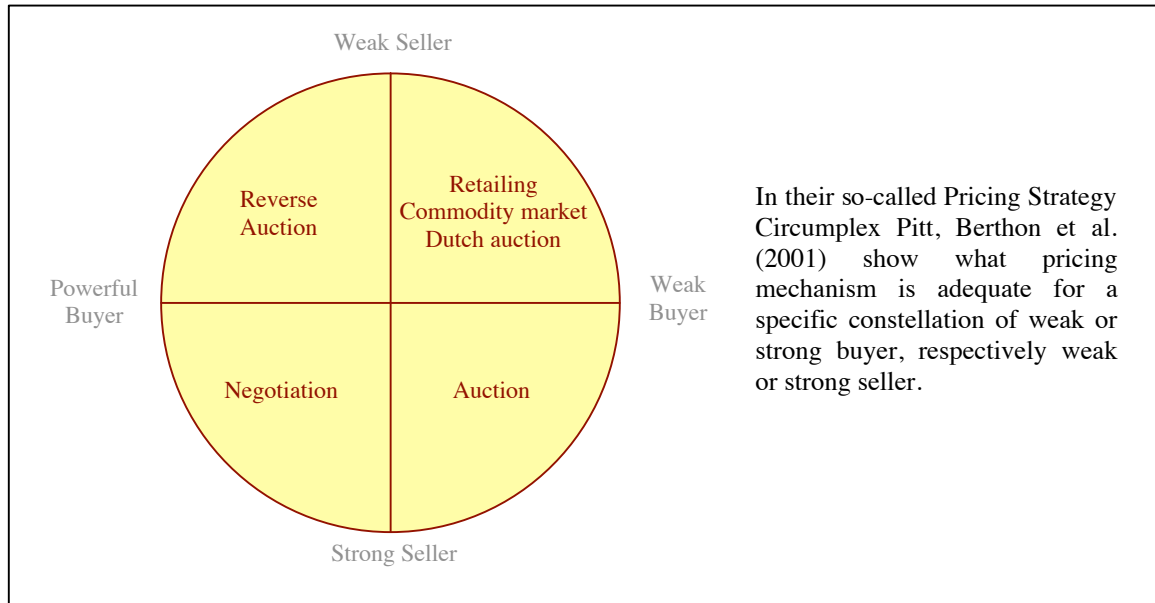 Weak Seller
Reverse
Auction
Retailing
Commodity market
Dutch auction
Powerful
Buyer
Weak
Buyer
Negotiation
Auction
Strong Seller
In their so-called Pricing Strategy
Circumplex Pitt, Berthon et al.
(2001) show what pricing
mechanism is adequate for a
specific constellation of weak or
strong buyer, respectively weak
or strong seller.